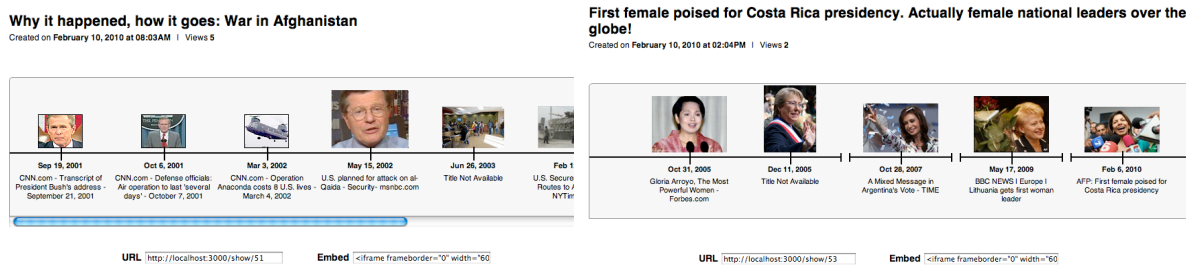 Why it happened, how it goes: War in Afghanistan
Created on February 10, 2010 at 08:03AM | Views 5
Sep 19, 2001
CNN.com - Transcript of
President Bush's address -
September 21, 2001
Oct 6, 2001
CNN.com - Defense officials:
Air operation to last 'several
days' - October 7, 2001
Mar 3, 2002
CNN.com - Operation
Anaconda costs 8 U.S. lives -
March 4, 2002
May 15, 2002
U.S. planned for attack on al-
Qaida - Security- msnbc.com
Jun 26, 2003
Title Not Available
Feb 1
U.S. Secure
Routes to A
NYTim
URL http://localhost:3000/show/51
Embed <iframe frameborder="0" width="60
First female poised for Costa Rica presidency. Actually female national leaders over the
globe!
Created on February 10, 2010 at 02:04PM | Views 2
Oct 31, 2005
Gloria Arroyo, The Most
Powerful Women -
Forbes.com
Dec 11, 2005
Title Not Available
Oct 28, 2007
A Mixed Message in
Argentina's Vote - TIME
May 17, 2009
BBC NEWS I Europe I
Lithuania gets first woman
leader
Feb 6, 2010
AFP: First female poised for
Costa Rica presidency
URL http://localhost:3000/show/53
Embed <iframe frameborder="0" width="60